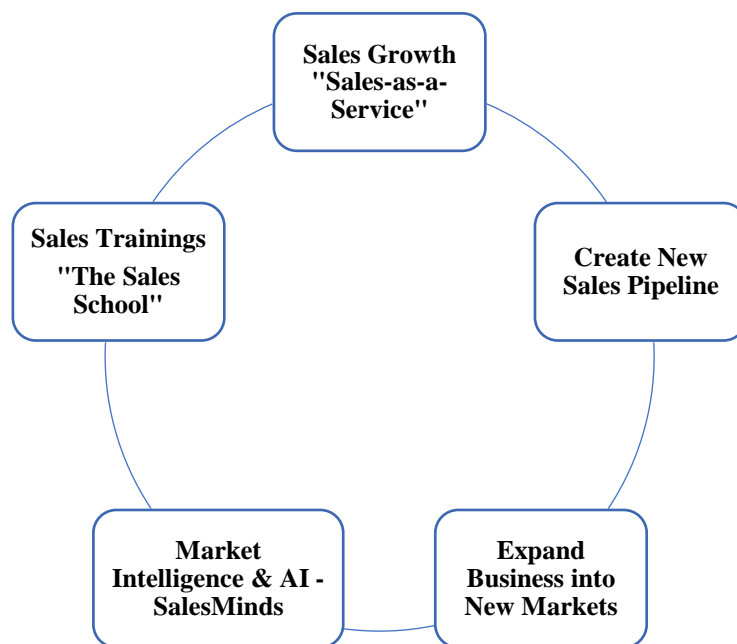 Sales Growth
"Sales-as-a-
Service"
Create New
Sales Pipeline
Expand
Business into
New Markets
Market
Intelligence & AI -
SalesMinds
Sales Trainings
"The Sales
School"